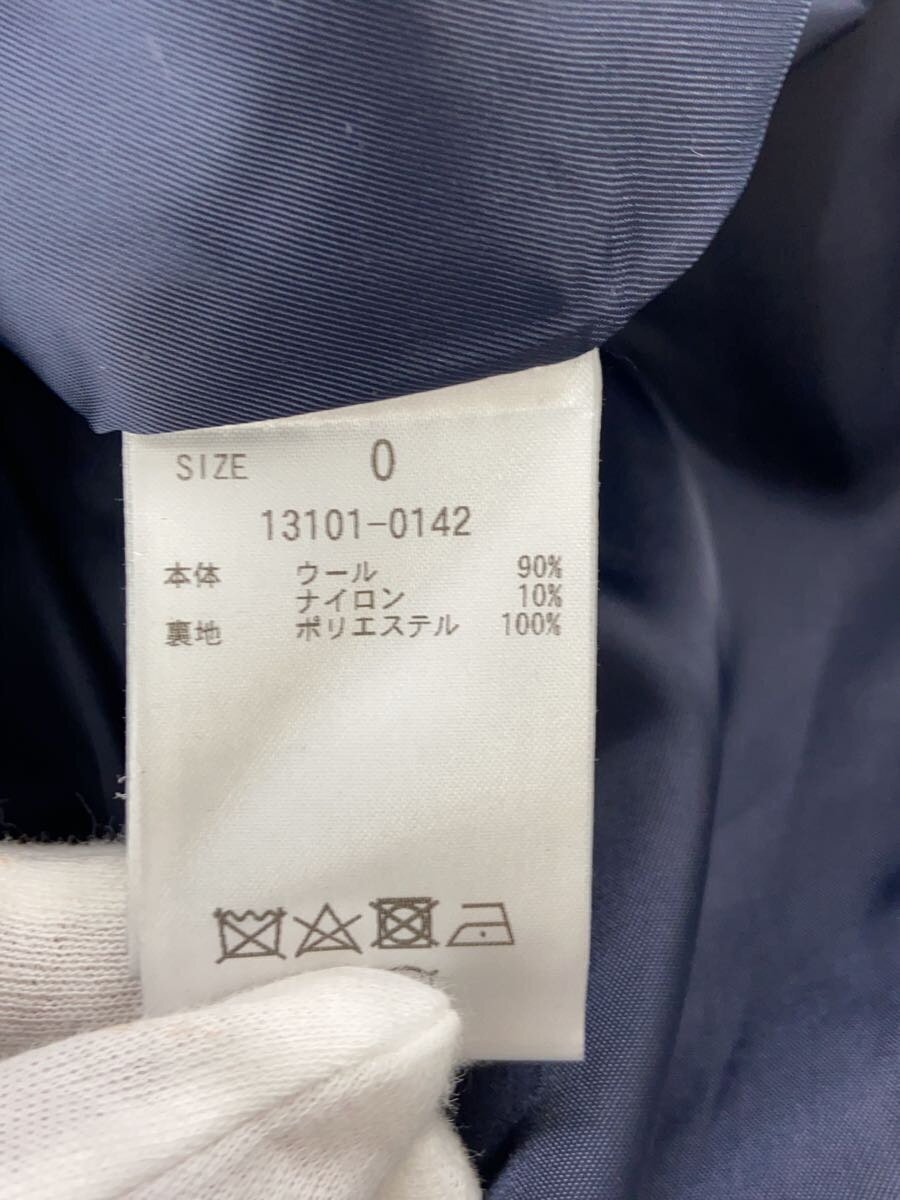 SIZE 0
13101-0142
本体 ウール 90%
ナイロン 10%
裏地 ポリエステル 100%